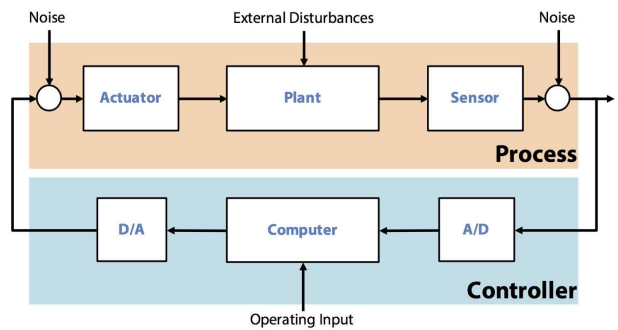 Noise
External Disturbances
Noise
Actuator
Plant
Sensor
Process
D/A
Computer
A/D
Controller
Operating Input